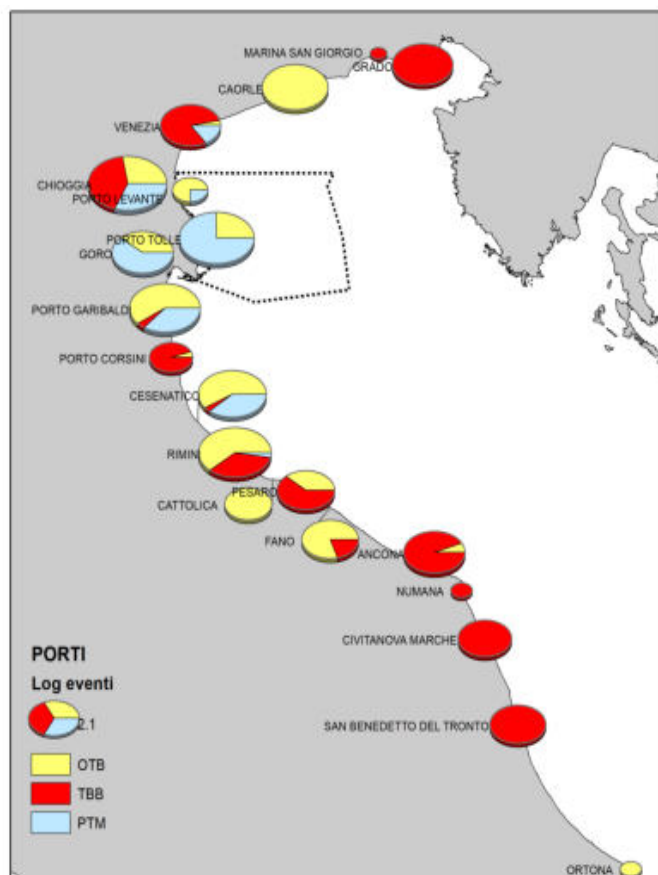 MARINA SAN GIORGIO
GRADO
CAORLE
VENEZIA
CHIOGGIA
PORTO LEVANTE
PORTO TOLLE
GORO
PORTO GARIBALDI
PORTO CORSINI
CESENATICO
RIMINI
PESARO
CATTOLICA
FANO
ANCONA
NUMANA
CIVITANOVA MARCHE
SAN BENEDETTO DEL TRONTO
ORTONA
PORTI
Log eventi
2.1
OTB
TBB
PTM